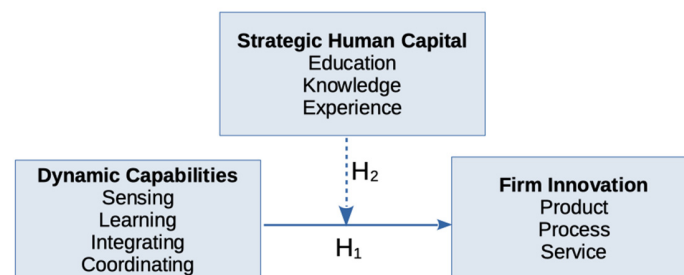 Strategic Human Capital
Education
Knowledge
Experience
H2
Dynamic Capabilities
Sensing
Learning
Integrating
Coordinating
H1
Firm Innovation
Product
Process
Service